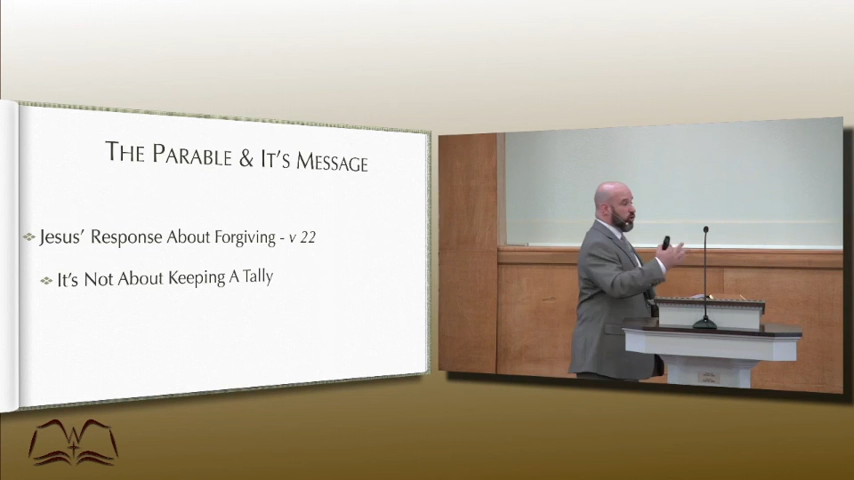 The Parable & It's Message
Jesus' Response About Forgiving - v 22
It's Not About Keeping A Tally